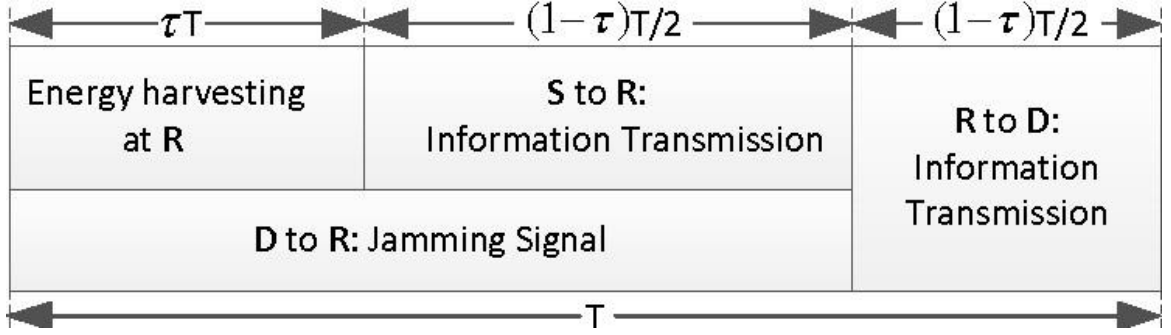 τT
(1-τ)T/2
(1-τ)T/2
Energy harvesting
at R
S to R:
Information Transmission
R to D:
Information
Transmission
D to R: Jamming Signal
T